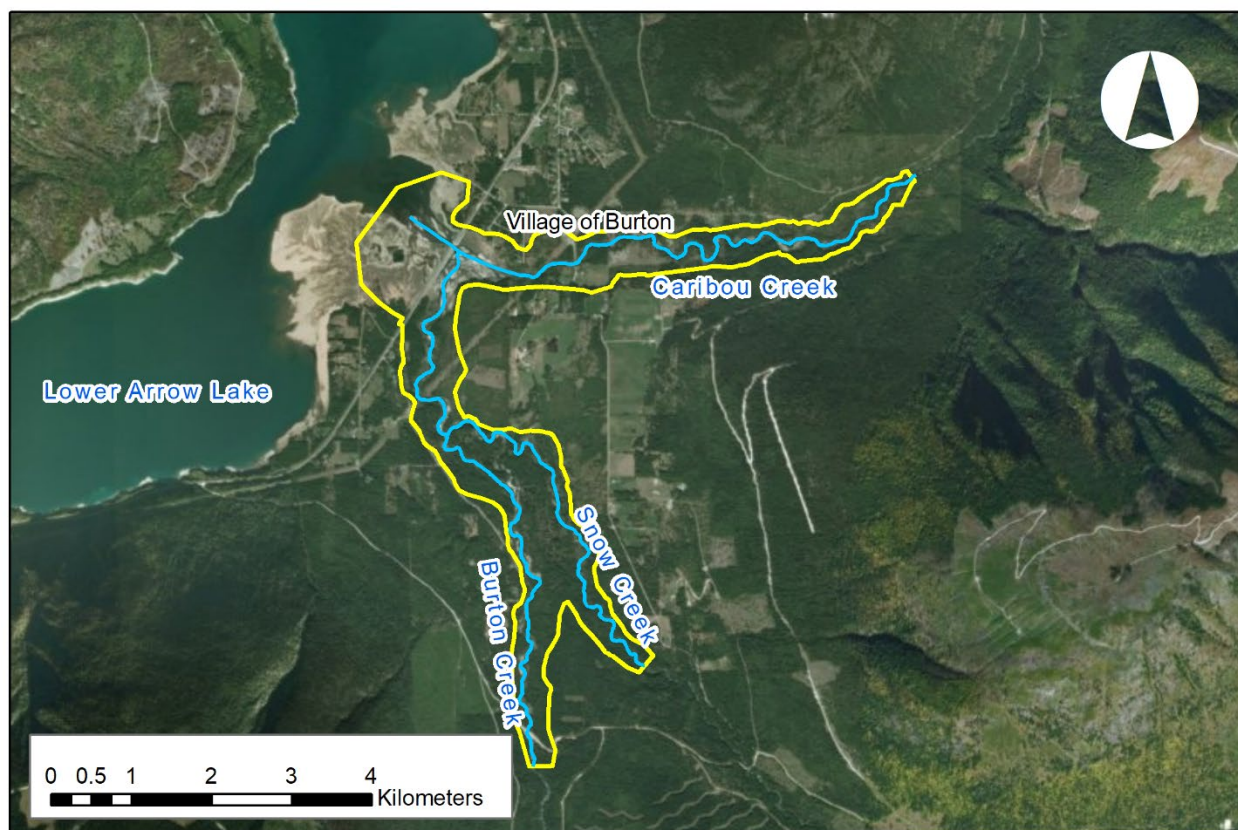 Village of Burton
Caribou Creek
Lower Arrow Lake
Snow Creek
Burton Creek
0 0.5 1 2 3 4
Kilometers